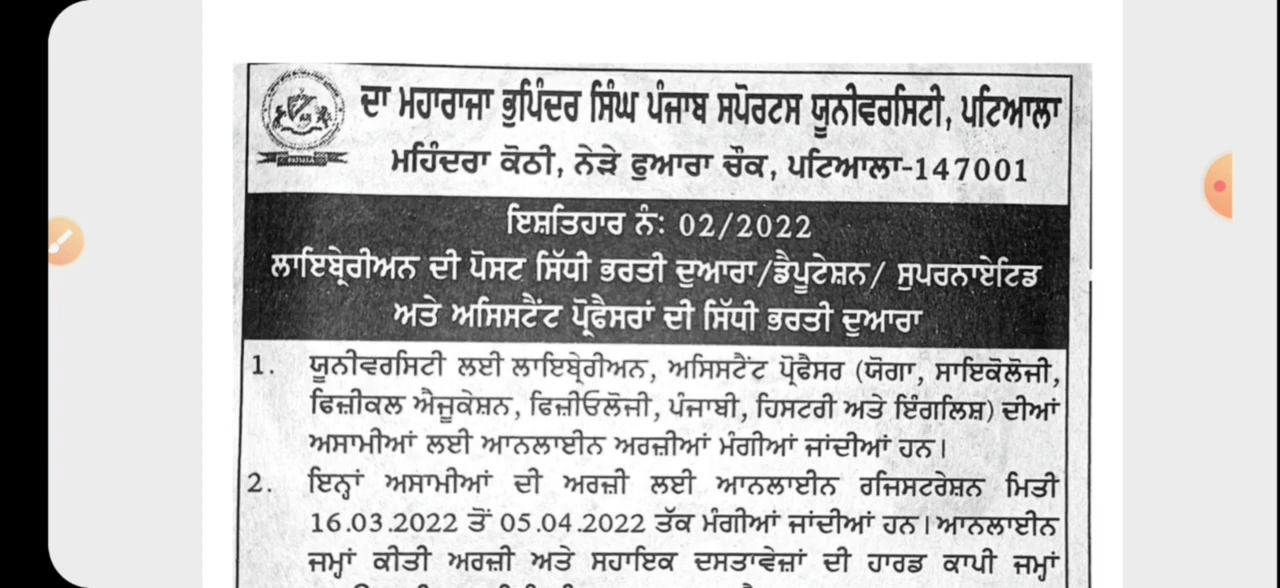 ਦਾ ਮਹਾਰਾਜਾ ਭੁਪਿੰਦਰ ਸਿੰਘ ਪੰਜਾਬ ਸਪੋਰਟਸ ਯੂਨੀਵਰਸਿਟੀ, ਪਟਿਆਲਾ
ਮਹਿੰਦਰਾ ਕੋਠੀ, ਨੇੜੇ ਫੁਆਰਾ ਚੌਕ, ਪਟਿਆਲਾ-147001
ਇਸ਼ਤਿਹਾਰ ਨੰ: 02/2022
ਲਾਇਬ੍ਰੇਰੀਅਨ ਦੀ ਪੋਸਟ ਸਿੱਧੀ ਭਰਤੀ ਦੁਆਰਾ/ਡੈਪੂਟੇਸ਼ਨ/ ਸੁਪਰਨਾਏਟਿਡ
ਅਤੇ ਅਸਿਸਟੈਂਟ ਪ੍ਰੋਫੈਸਰਾਂ ਦੀ ਸਿੱਧੀ ਭਰਤੀ ਦੁਆਰਾ
1. ਯੂਨੀਵਰਸਿਟੀ ਲਈ ਲਾਇਬ੍ਰੇਰੀਅਨ, ਅਸਿਸਟੈਂਟ ਪ੍ਰੋਫੈਸਰ (ਯੋਗਾ, ਸਾਇਕੋਲੋਜੀ,
ਫਿਜ਼ੀਕਲ ਐਜੂਕੇਸ਼ਨ, ਫਿਜ਼ੀਓਲੋਜੀ, ਪੰਜਾਬੀ, ਹਿਸਟਰੀ ਅਤੇ ਇੰਗਲਿਸ਼) ਦੀਆਂ
ਅਸਾਮੀਆਂ ਲਈ ਆਨਲਾਈਨ ਅਰਜ਼ੀਆਂ ਮੰਗੀਆਂ ਜਾਂਦੀਆਂ ਹਨ।
2. ਇਨ੍ਹਾਂ ਅਸਾਮੀਆਂ ਦੀ ਅਰਜ਼ੀ ਲਈ ਆਨਲਾਈਨ ਰਜਿਸਟਰੇਸ਼ਨ ਮਿਤੀ
16.03.2022 ਤੋਂ 05.04.2022 ਤੱਕ ਮੰਗੀਆਂ ਜਾਂਦੀਆਂ ਹਨ। ਆਨਲਾਈਨ
ਜਮ੍ਹਾਂ ਕੀਤੀ ਅਰਜ਼ੀ ਅਤੇ ਸਹਾਇਕ ਦਸਤਾਵੇਜ਼ਾਂ ਦੀ ਹਾਰਡ ਕਾਪੀ ਜਮ੍ਹਾਂ